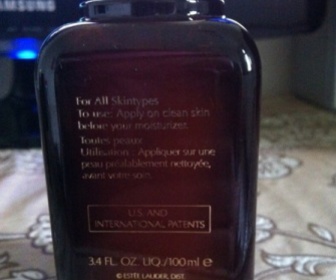 SAMSUNG
For All Skintypes
To use: Apply on clean skin
before your moisturizer.
Toutes peaux
Utilisation : Appliquer sur une
peau préalablement nettoyée,
avant votre soin.
U.S. AND
INTERNATIONAL PATENTS
3.4 FL. OZ. LIQ./100ml ℮
© ESTĒE LAUDER, DIST.